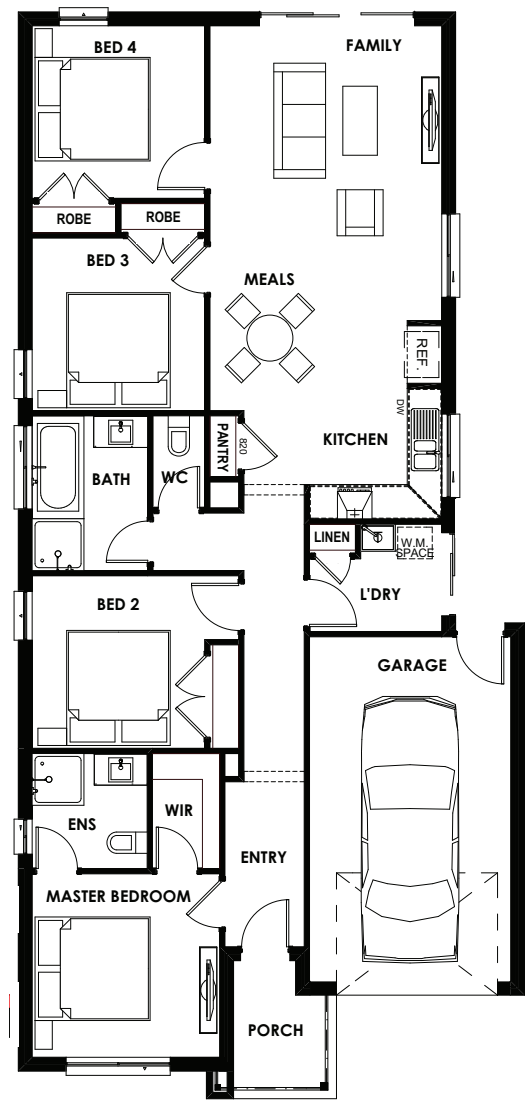 BED 4
FAMILY
ROBE
ROBE
BED 3
MEALS
REF.
DW
KITCHEN
PANTRY
820
BATH
WC
LINEN
W.M.
SPACE
L'DRY
BED 2
GARAGE
ENS
WIR
ENTRY
MASTER BEDROOM
PORCH